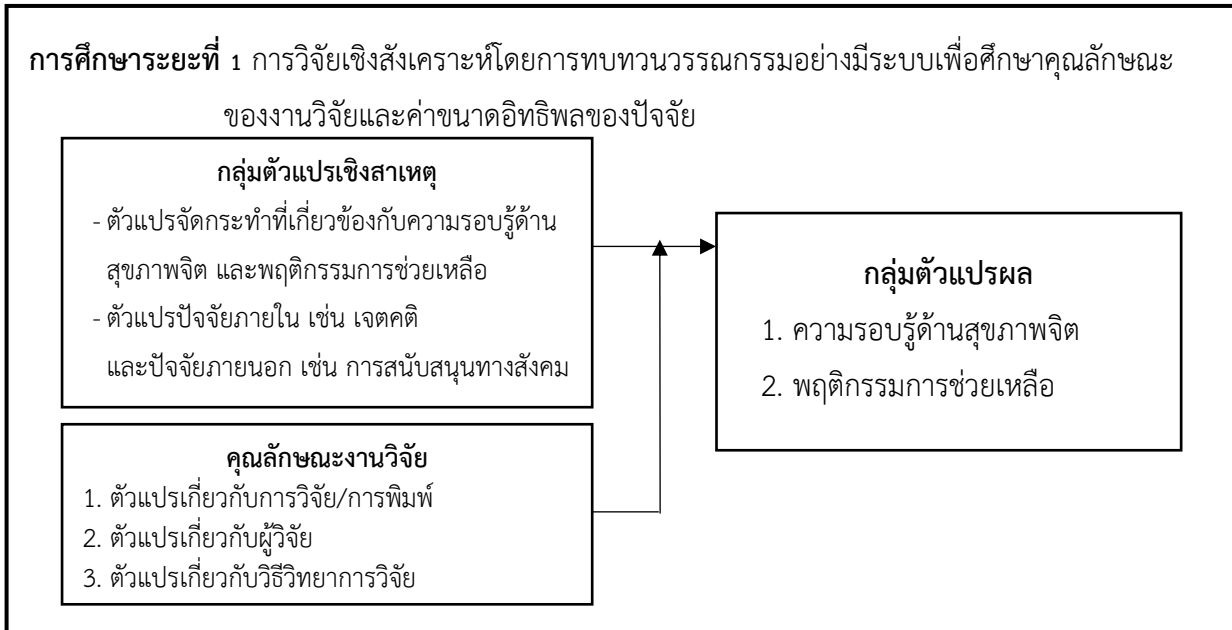 การศึกษาระยะที่ 1 การวิจัยเชิงสังเคราะห์โดยการทบทวนวรรณกรรมอย่างมีระบบเพื่อศึกษาคุณลักษณะ
ของงานวิจัยและค่าขนาดอิทธิพลของปัจจัย
กลุ่มตัวแปรเชิงสาเหตุ
- ตัวแปรจัดกระทำที่เกี่ยวข้องกับความรอบรู้ด้าน
สุขภาพจิต และพฤติกรรมการช่วยเหลือ
- ตัวแปรปัจจัยภายใน เช่น เจตคติ
และปัจจัยภายนอก เช่น การสนับสนุนทางสังคม
คุณลักษณะงานวิจัย
1. ตัวแปรเกี่ยวกับการวิจัย/การพิมพ์
2. ตัวแปรเกี่ยวกับผู้วิจัย
3. ตัวแปรเกี่ยวกับวิธีวิทยาการวิจัย
กลุ่มตัวแปรผล
1. ความรอบรู้ด้านสุขภาพจิต
2. พฤติกรรมการช่วยเหลือ